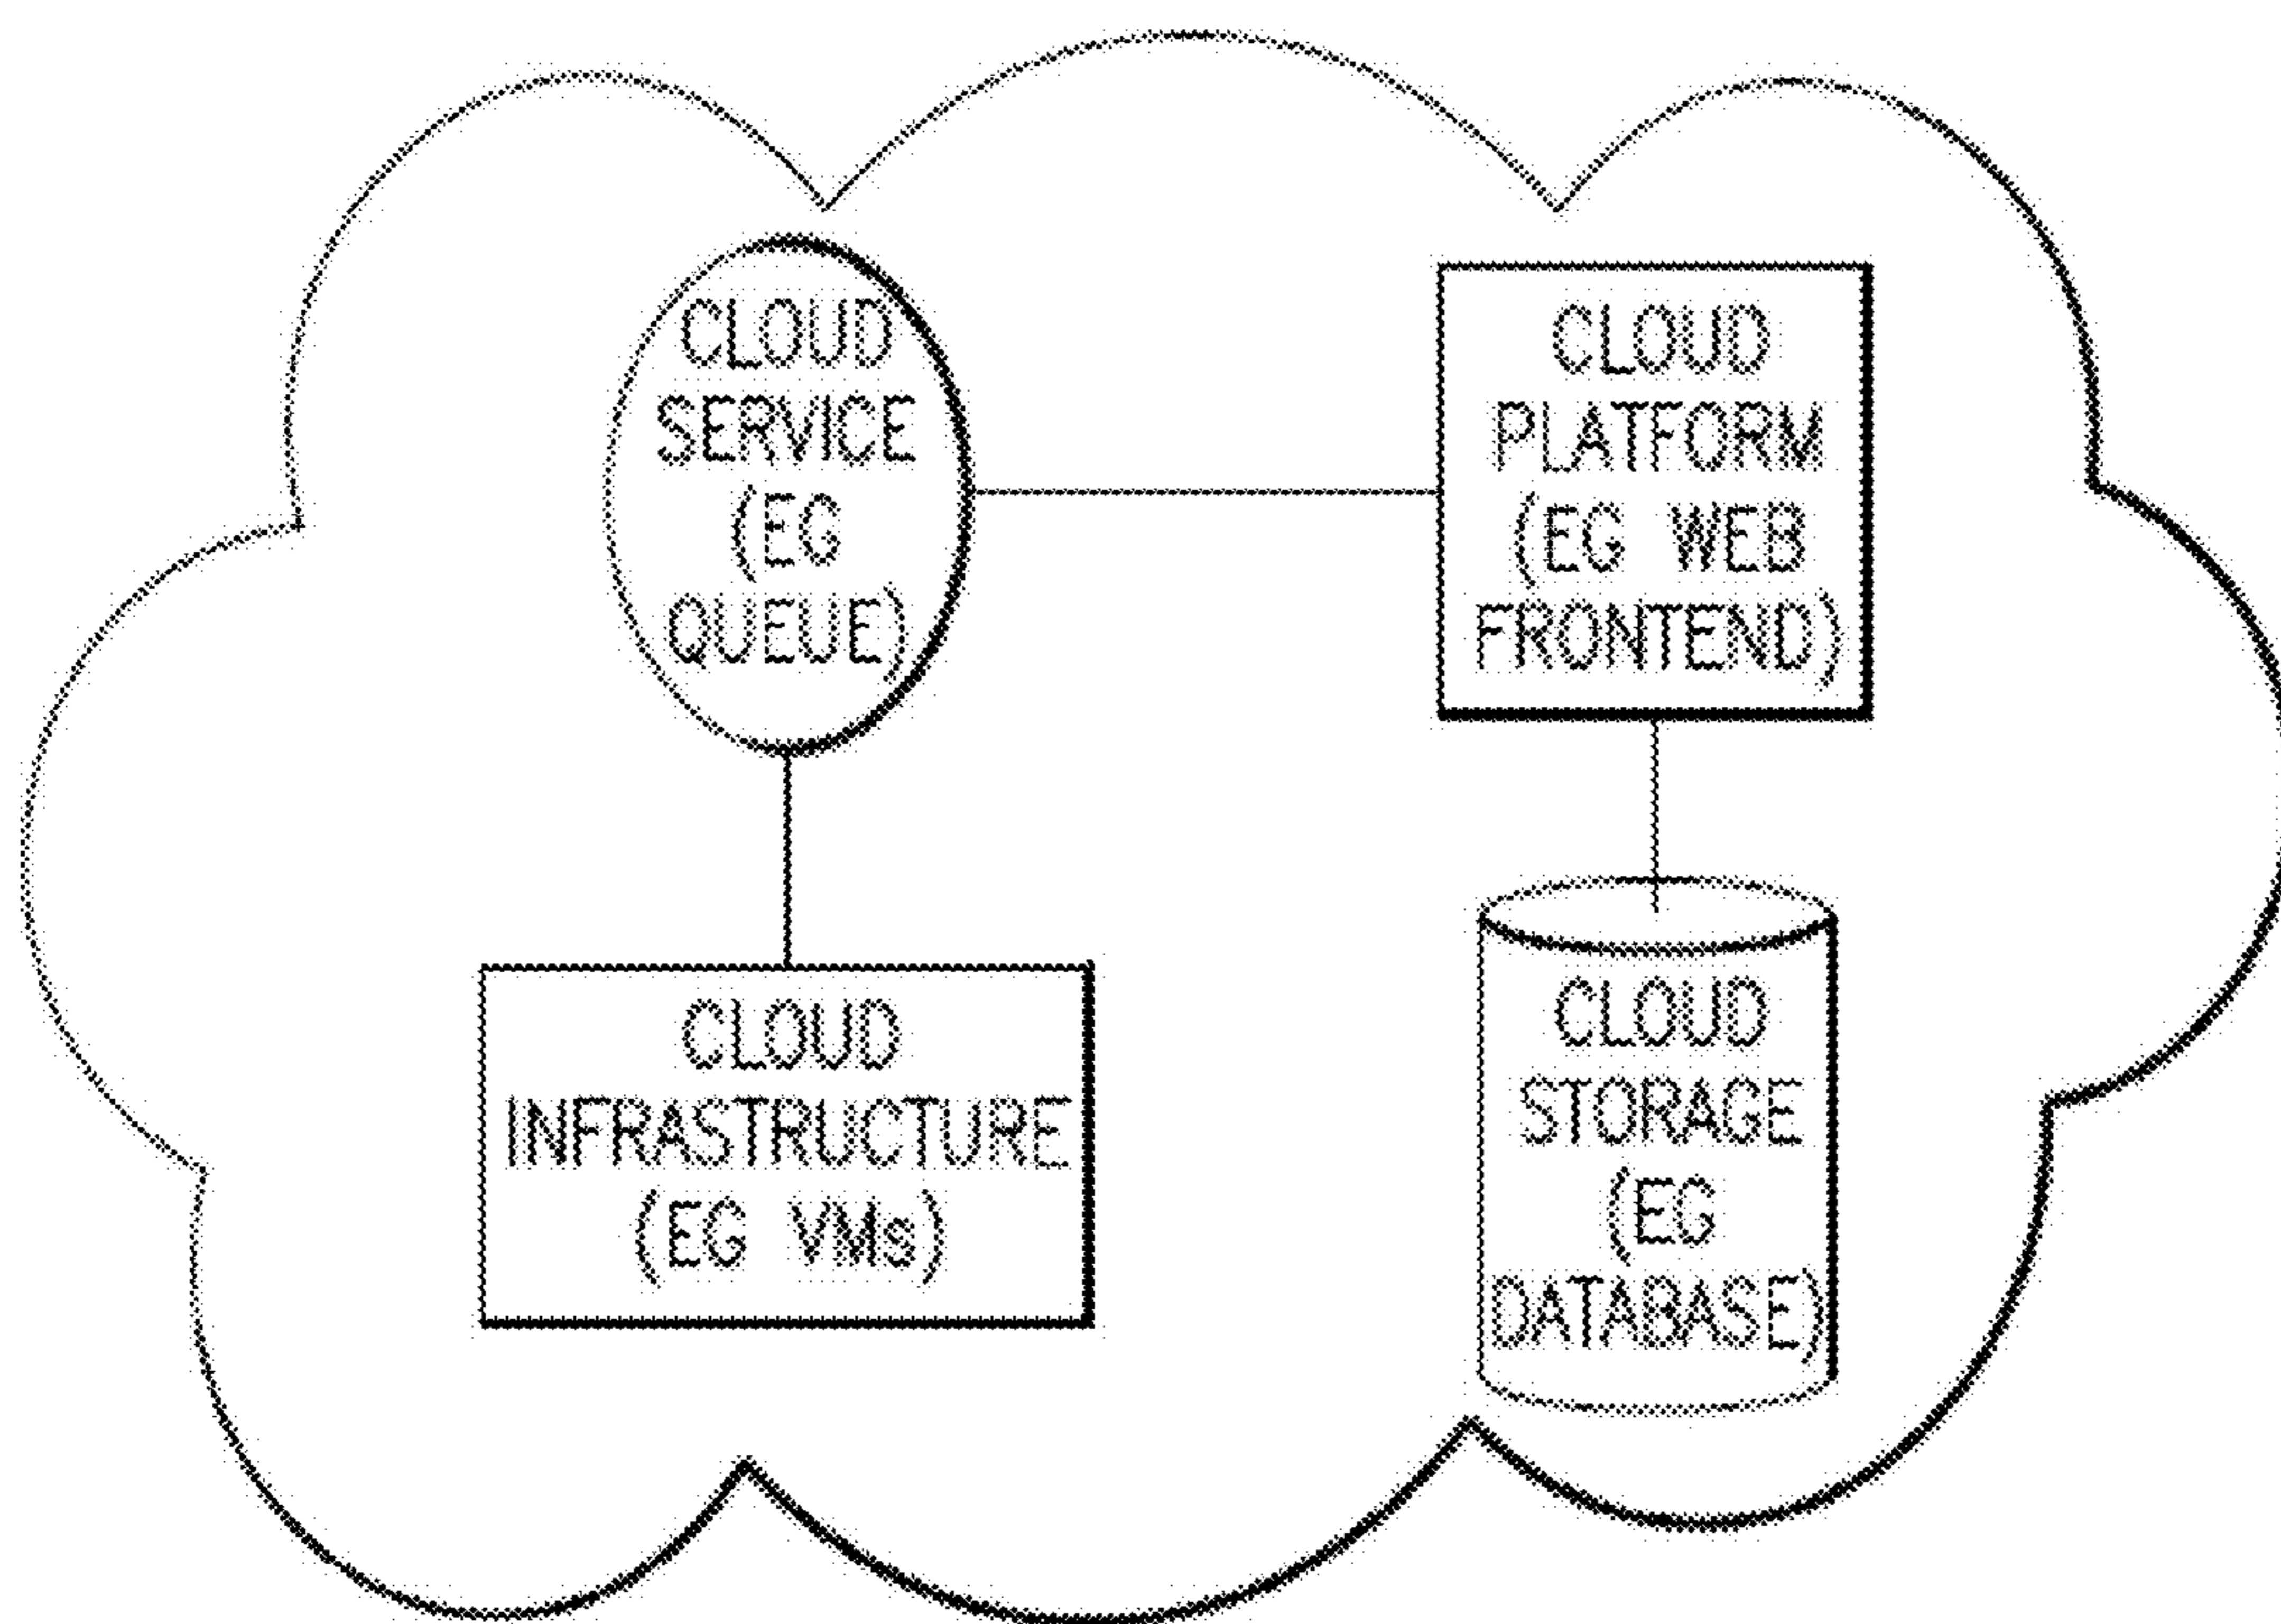 CLOUD
SERVICE
(EG
QUEUE)
CLOUD
PLATFORM
(EG WEB
FRONTEND)
CLOUD
INFRASTRUCTURE
(EG VMs)
CLOUD
STORAGE
(EG
DATABASE)